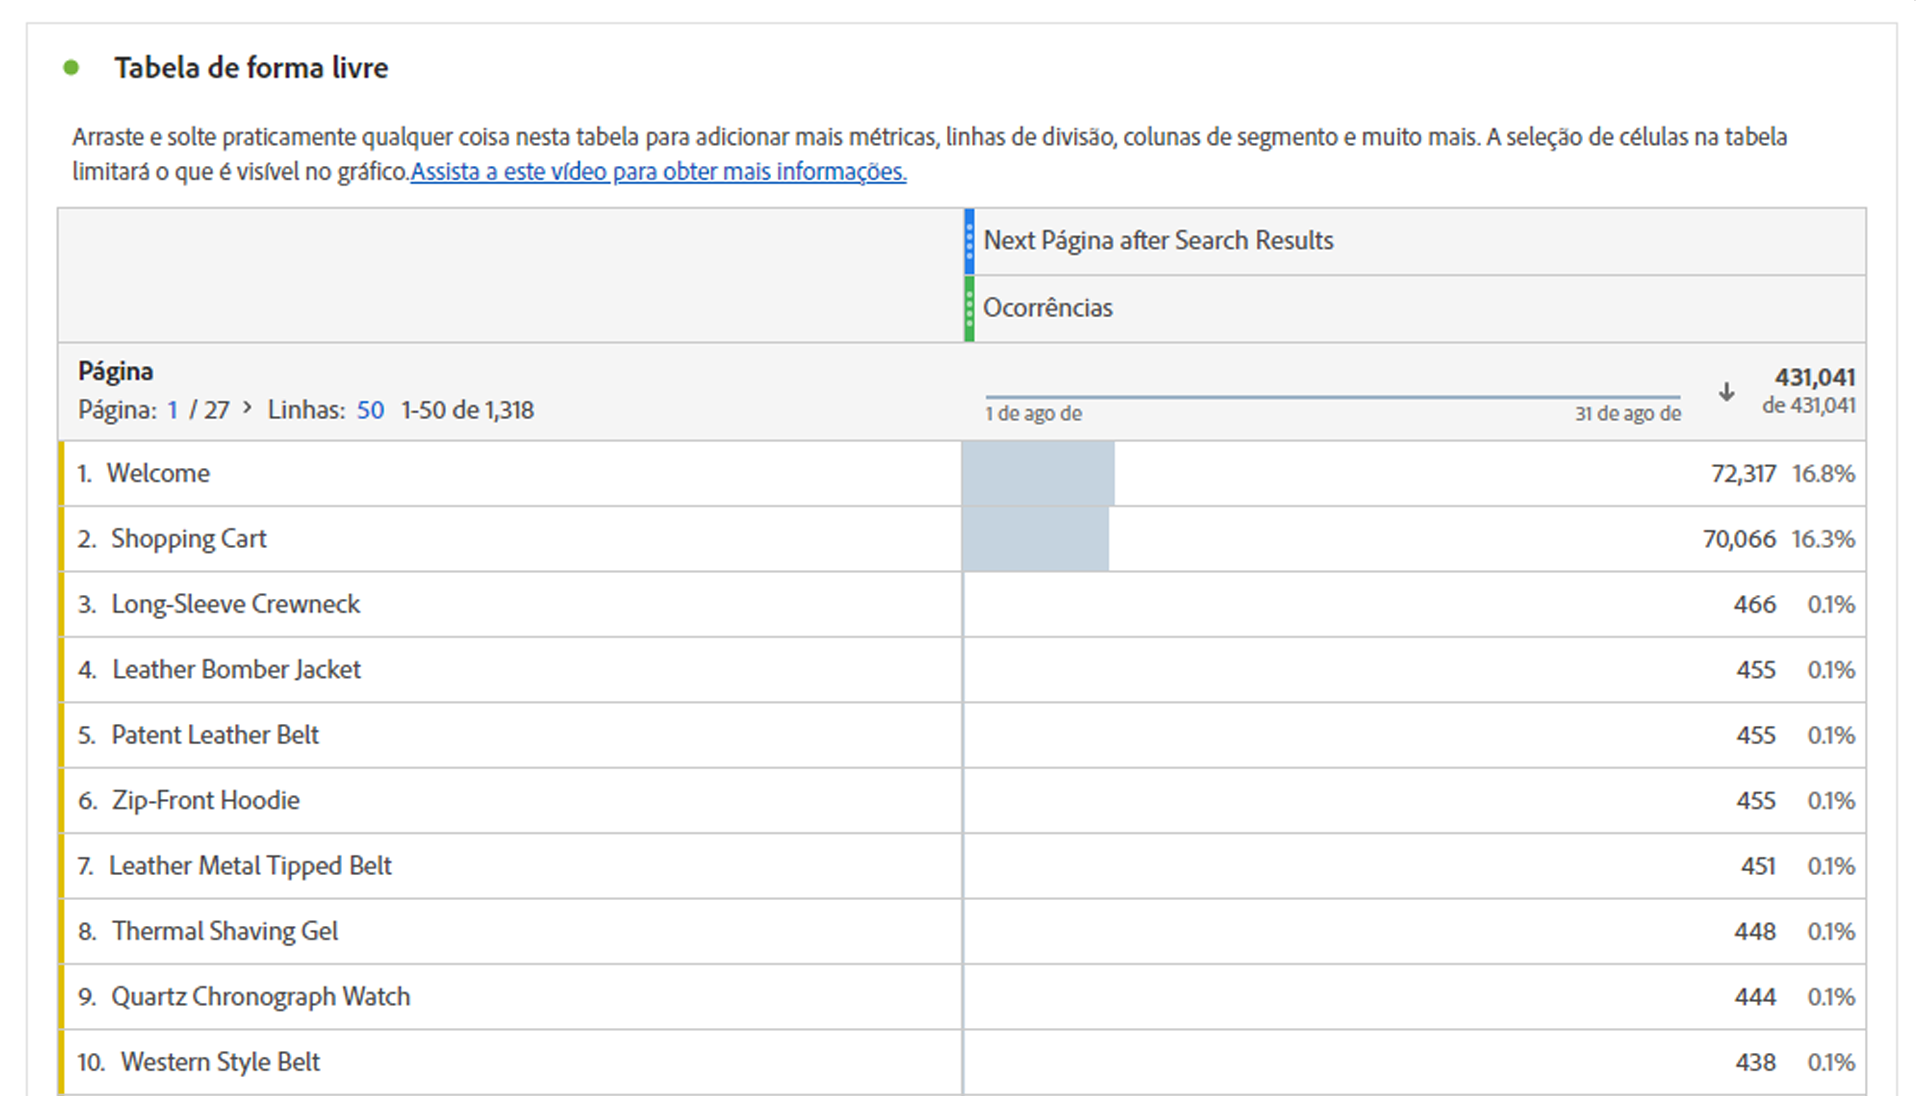 Tabela de forma livre
Arraste e solte praticamente qualquer coisa nesta tabela para adicionar mais métricas, linhas de divisão, colunas de segmento e muito mais. A seleção de células na tabela
limitará o que é visível no gráfico.Assista a este vídeo para obter mais informações.
Next Página after Search Results
Ocorrências
Página
Página: 1 / 27 > Linhas: 50 1-50 de 1,318
1 de ago de 31 de ago de
431,041
de 431,041
1. Welcome 72,317 16.8%
2. Shopping Cart 70,066 16.3%
3. Long-Sleeve Crewneck 466 0.1%
4. Leather Bomber Jacket 455 0.1%
5. Patent Leather Belt 455 0.1%
6. Zip-Front Hoodie 455 0.1%
7. Leather Metal Tipped Belt 451 0.1%
8. Thermal Shaving Gel 448 0.1%
9. Quartz Chronograph Watch 444 0.1%
10. Western Style Belt 438 0.1%